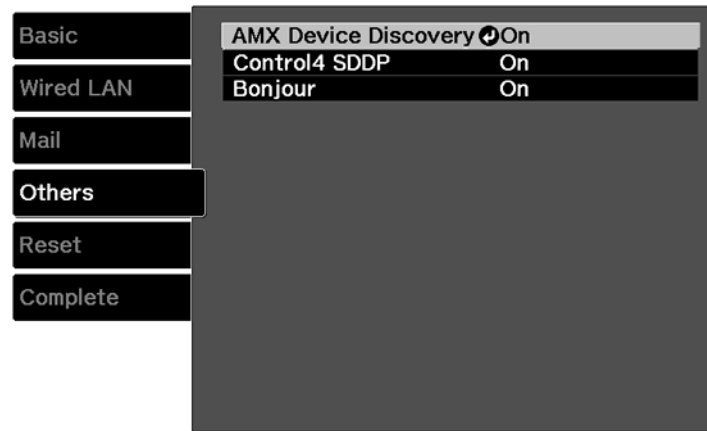 Basic
Wired LAN
Mail
Others
Reset
Complete
AMX Device Discovery On
Control4 SDDP On
Bonjour On